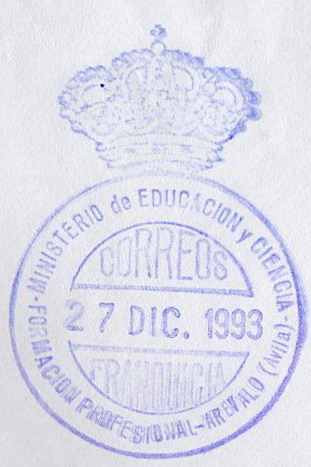 -MINISTERIO de EDUCACION y CIENCIA-
CORREOS
27 DIC. 1993
FRANQUICIA
FORMACION PROFESIONAL-AREVALO (Avila)